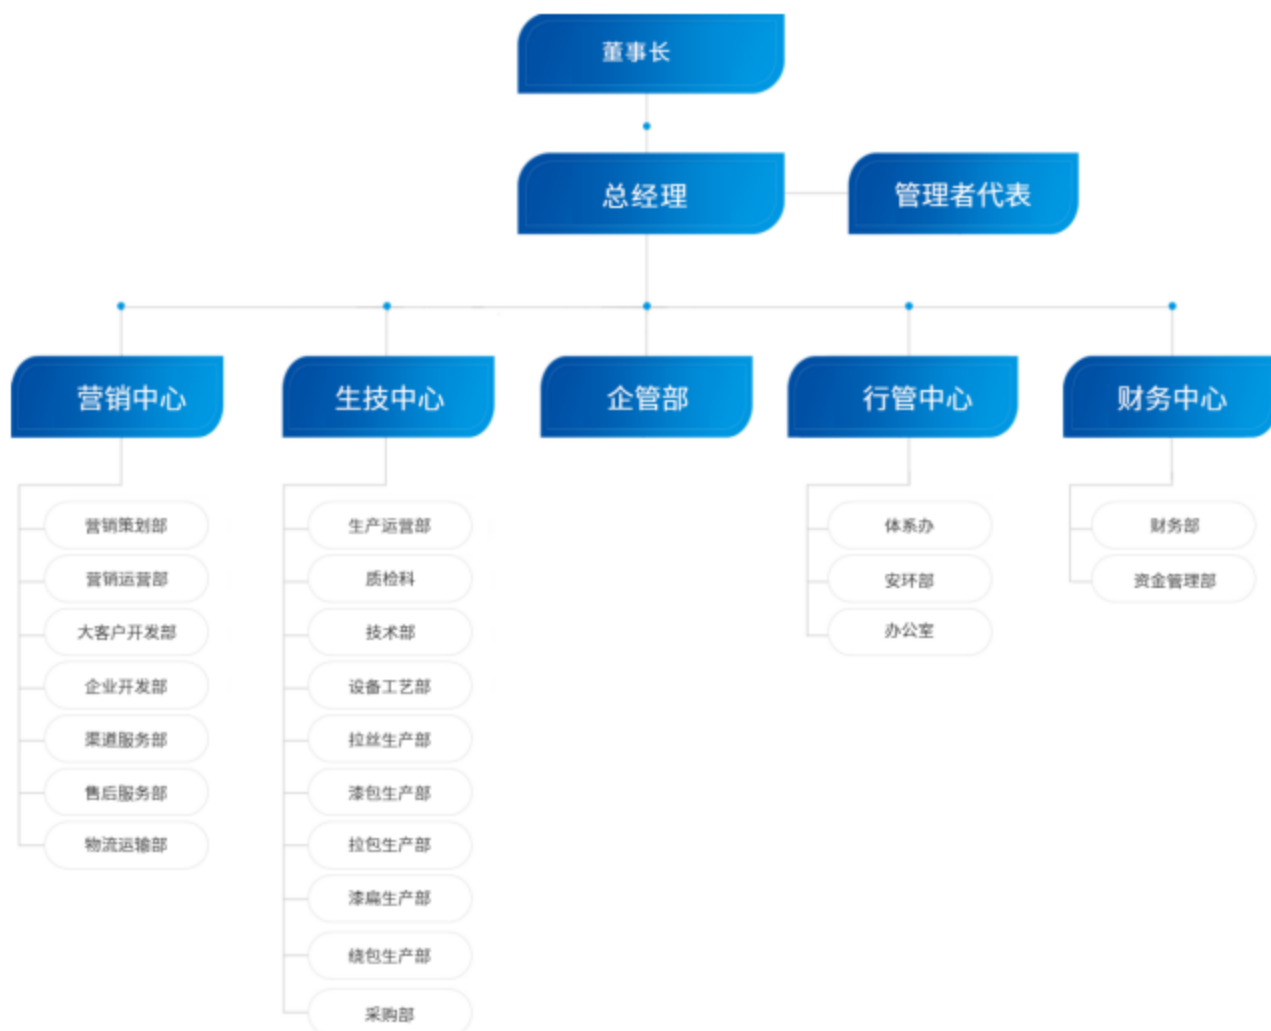 董事长
总经理
管理者代表
营销中心
生技中心
企管部
行管中心
财务中心
营销策划部
营销运营部
大客户开发部
企业开发部
渠道服务部
售后服务部
物流运输部
生产运营部
质检科
技术部
设备工艺部
拉丝生产部
漆包生产部
拉包生产部
漆扁生产部
绕包生产部
采购部
体系办
安环部
办公室
财务部
资金管理部